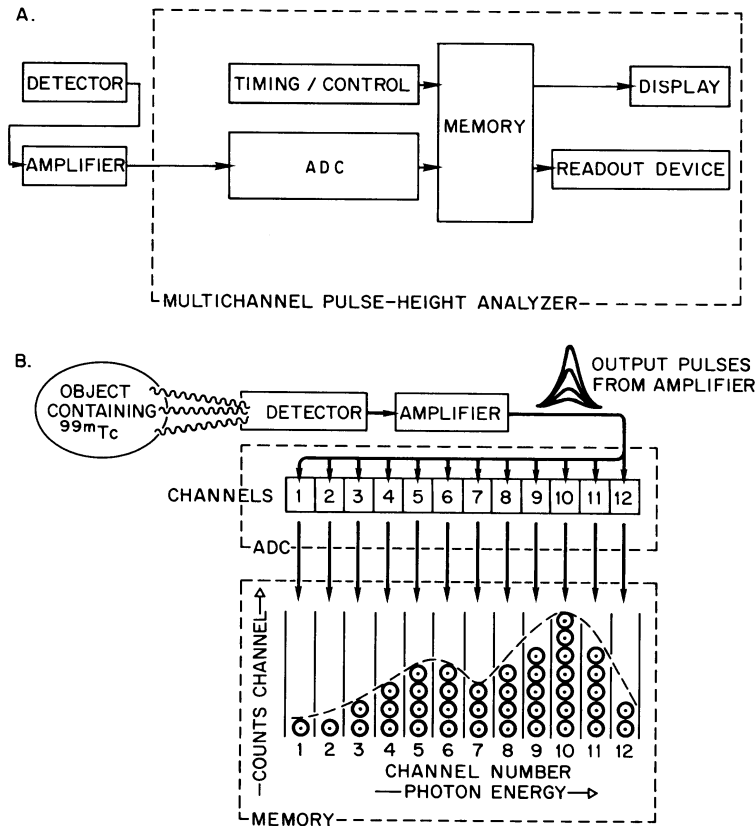 A.
DETECTOR
TIMING / CONTROL
MEMORY
DISPLAY
AMPLIFIER
ADC
READOUT DEVICE
MULTICHANNEL PULSE-HEIGHT ANALYZER
B.
OBJECT
CONTAINING
99mTc
DETECTOR
AMPLIFIER
OUTPUT PULSES
FROM AMPLIFIER
CHANNELS 1 2 3 4 5 6 7 8 9 10 11 12
ADC
COUNTS CHANNEL
1 2 3 4 5 6 7 8 9 10 11 12
CHANNEL NUMBER
PHOTON ENERGY
MEMORY